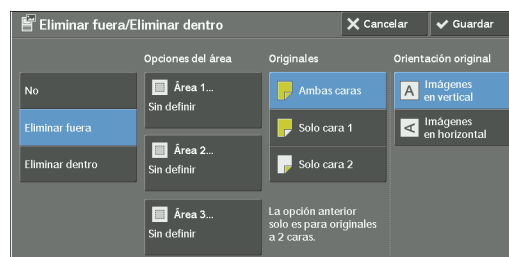 Eliminar fuera/Eliminar dentro
Cancelar
Guardar
Opciones del área
Originales
Orientación original
No
Eliminar fuera
Eliminar dentro
Área 1...
Sin definir
Área 2...
Sin definir
Área 3...
Sin definir
Ambas caras
Solo cara 1
Solo cara 2
La opción anterior
solo es para originales
a 2 caras.
A
Imágenes
en vertical
A
Imágenes
en horizontal